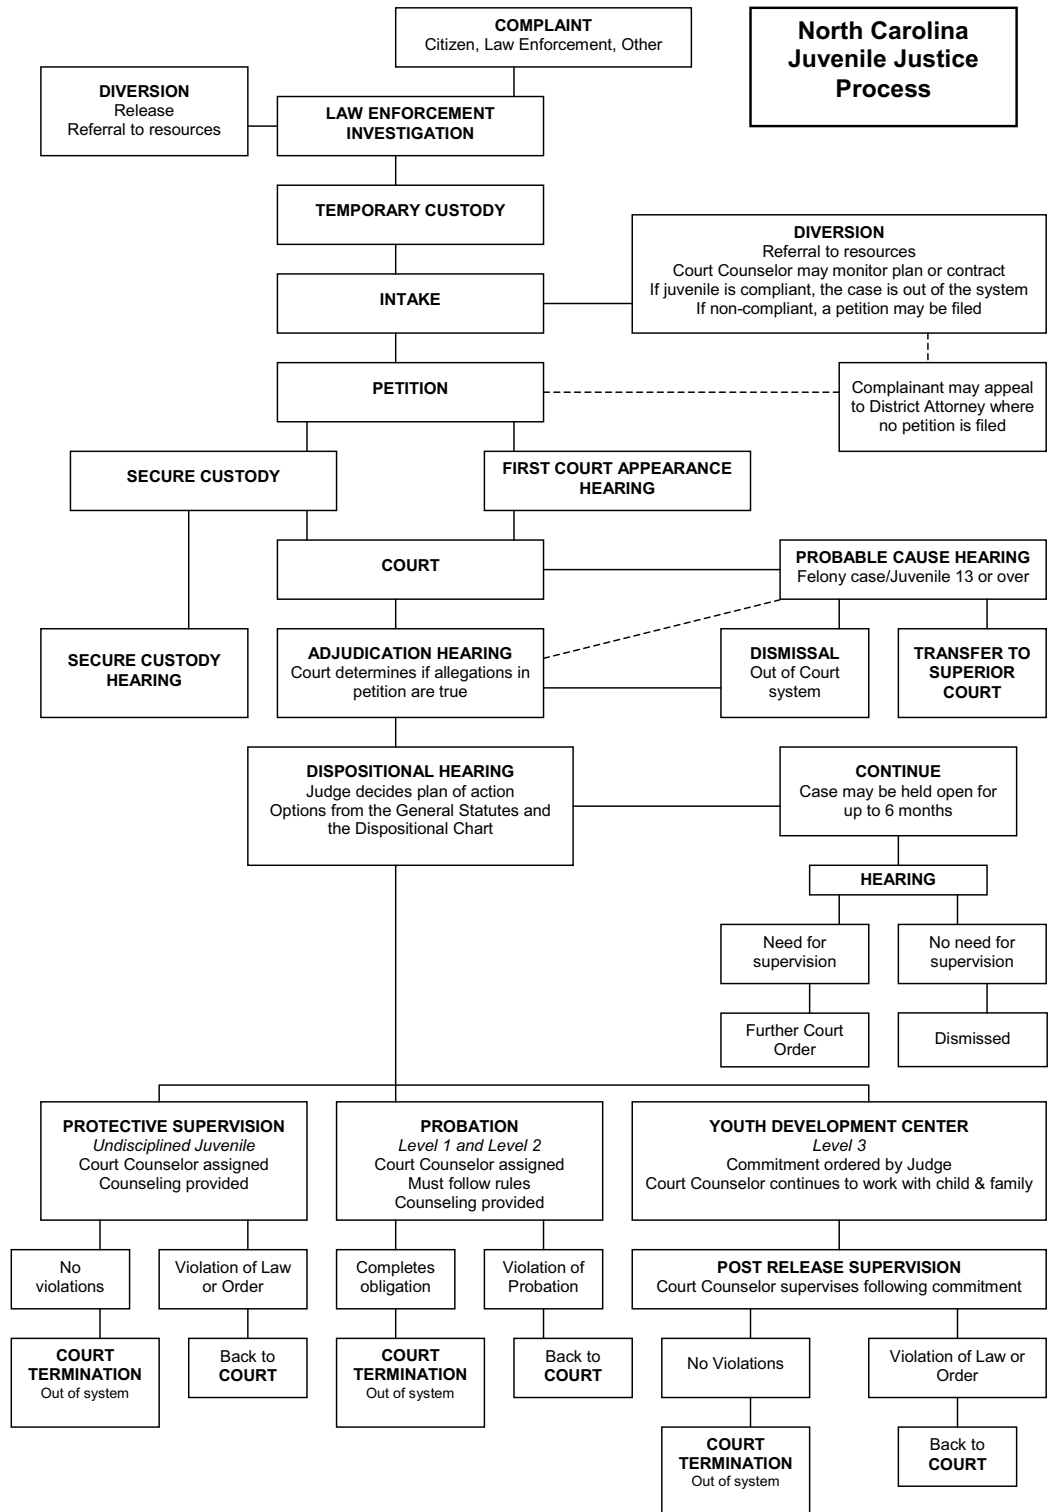 COMPLAINT
Citizen, Law Enforcement, Other
North Carolina
Juvenile Justice
Process
DIVERSION
Release
Referral to resources
LAW ENFORCEMENT
INVESTIGATION
TEMPORARY CUSTODY
DIVERSION
Referral to resources
Court Counselor may monitor plan or contract
If juvenile is compliant, the case is out of the system
If non-compliant, a petition may be filed
INTAKE
PETITION
Complainant may appeal
to District Attorney where
no petition is filed
SECURE CUSTODY
FIRST COURT APPEARANCE
HEARING
COURT
PROBABLE CAUSE HEARING
Felony case/Juvenile 13 or over
SECURE CUSTODY
HEARING
ADJUDICATION HEARING
Court determines if allegations in
petition are true
DISMISSAL
Out of Court
system
TRANSFER TO
SUPERIOR
COURT
DISPOSITIONAL HEARING
Judge decides plan of action
Options from the General Statutes and
the Dispositional Chart
CONTINUE
Case may be held open for
up to 6 months
HEARING
Need for
supervision
No need for
supervision
Further Court
Order
Dismissed
PROTECTIVE SUPERVISION
Undisciplined Juvenile
Court Counselor assigned
Counseling provided
PROBATION
Level 1 and Level 2
Court Counselor assigned
Must follow rules
Counseling provided
YOUTH DEVELOPMENT CENTER
Level 3
Commitment ordered by Judge
Court Counselor continues to work with child & family
No
violations
Violation of Law
or Order
Completes
obligation
Violation of
Probation
POST RELEASE SUPERVISION
Court Counselor supervises following commitment
COURT
TERMINATION
Out of system
Back to
COURT
COURT
TERMINATION
Out of system
Back to
COURT
No Violations
Violation of Law or
Order
COURT
TERMINATION
Out of system
Back to
COURT